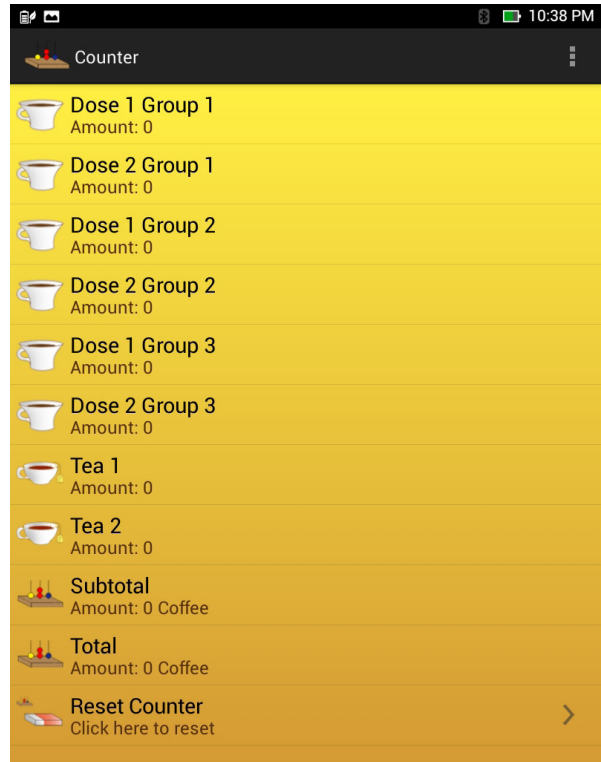 10:38 PM
Counter
Dose 1 Group 1
Amount: 0
Dose 2 Group 1
Amount: 0
Dose 1 Group 2
Amount: 0
Dose 2 Group 2
Amount: 0
Dose 1 Group 3
Amount: 0
Dose 2 Group 3
Amount: 0
Tea 1
Amount: 0
Tea 2
Amount: 0
Subtotal
Amount: 0 Coffee
Total
Amount: 0 Coffee
Reset Counter
Click here to reset